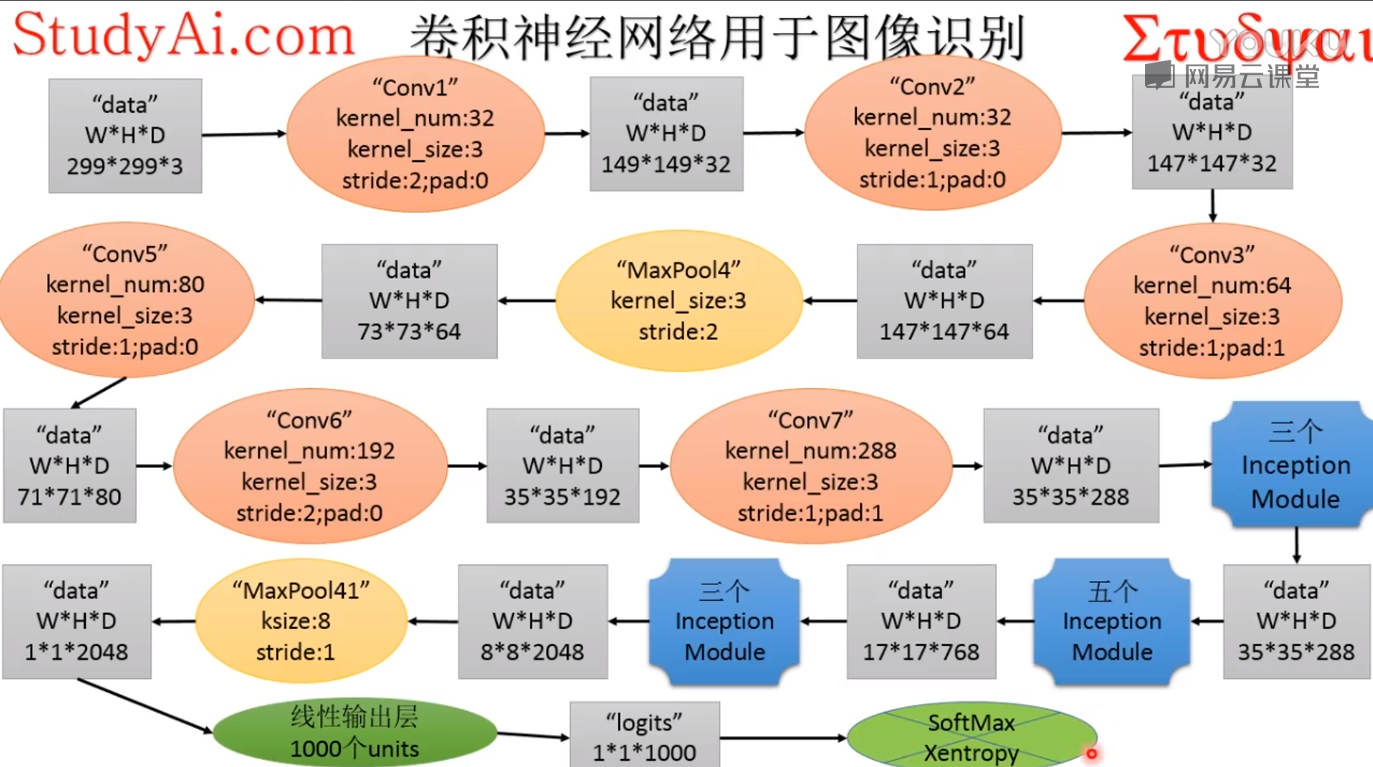 StudyAi.com
卷积神经网络用于图像识别
Στυδψαι
YOUKU
网易云课堂
“data”
W*H*D
299*299*3
“Conv1”
kernel_num:32
kernel_size:3
stride:2;pad:0
“data”
W*H*D
149*149*32
“Conv2”
kernel_num:32
kernel_size:3
stride:1;pad:0
“data”
W*H*D
147*147*32
“Conv3”
kernel_num:64
kernel_size:3
stride:1;pad:1
“data”
W*H*D
147*147*64
“MaxPool4”
kernel_size:3
stride:2
“data”
W*H*D
73*73*64
“Conv5”
kernel_num:80
kernel_size:3
stride:1;pad:0
“data”
W*H*D
71*71*80
“Conv6”
kernel_num:192
kernel_size:3
stride:2;pad:0
“data”
W*H*D
35*35*192
“Conv7”
kernel_num:288
kernel_size:3
stride:1;pad:1
“data”
W*H*D
35*35*288
三个
Inception
Module
“data”
W*H*D
35*35*288
五个
Inception
Module
“data”
W*H*D
17*17*768
三个
Inception
Module
“data”
W*H*D
8*8*2048
“MaxPool41”
ksize:8
stride:1
“data”
W*H*D
1*1*2048
线性输出层
1000个units
“logits”
1*1*1000
SoftMax
Xentropy